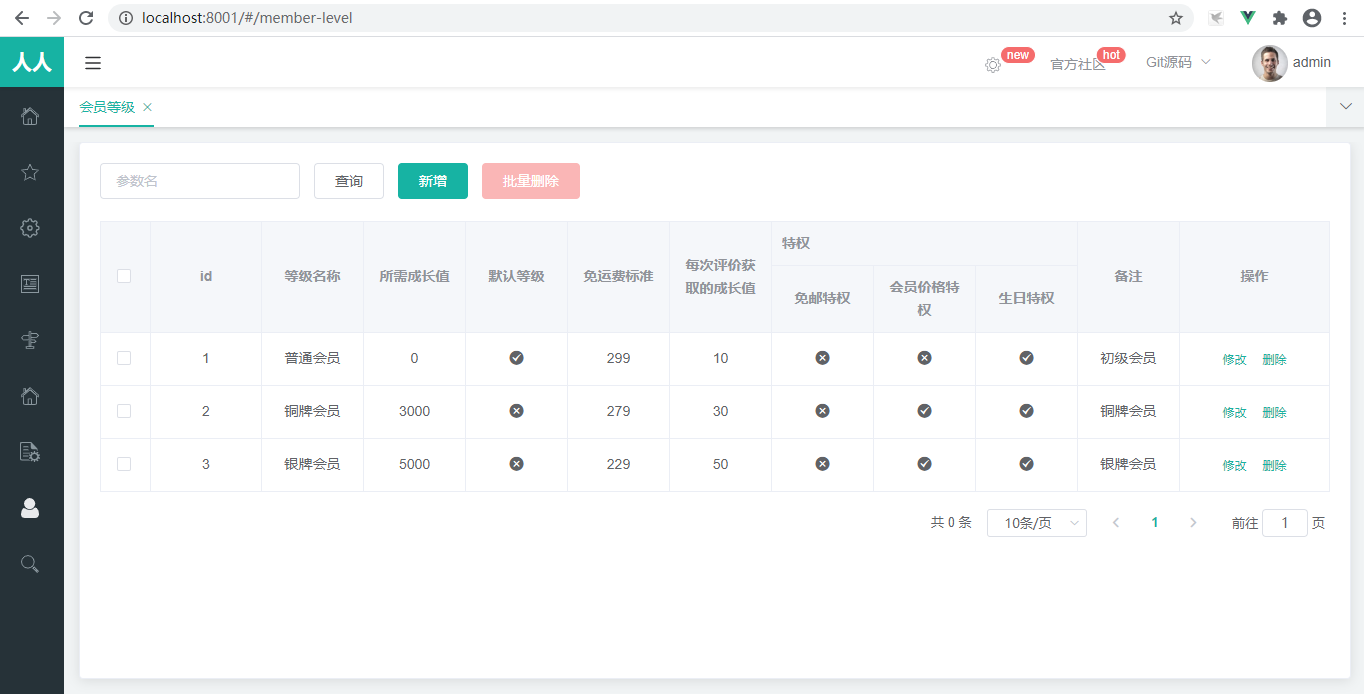 localhost:8001/#/member-level
人人
new
官方社区
hot
Git源码
admin
会员等级
参数名
查询
新增
批量删除
id
等级名称
所需成长值
默认等级
免运费标准
每次评价获
取的成长值
特权
免邮特权
会员价格特
权
生日特权
备注
操作
1 普通会员 0 299 10 初级会员 修改 删除
2 铜牌会员 3000 279 30 铜牌会员 修改 删除
3 银牌会员 5000 229 50 银牌会员 修改 删除
共 0 条 10条/页 1 前往 1 页